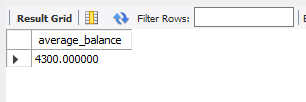 Result Grid Filter Rows: E
average_balance
4300.000000